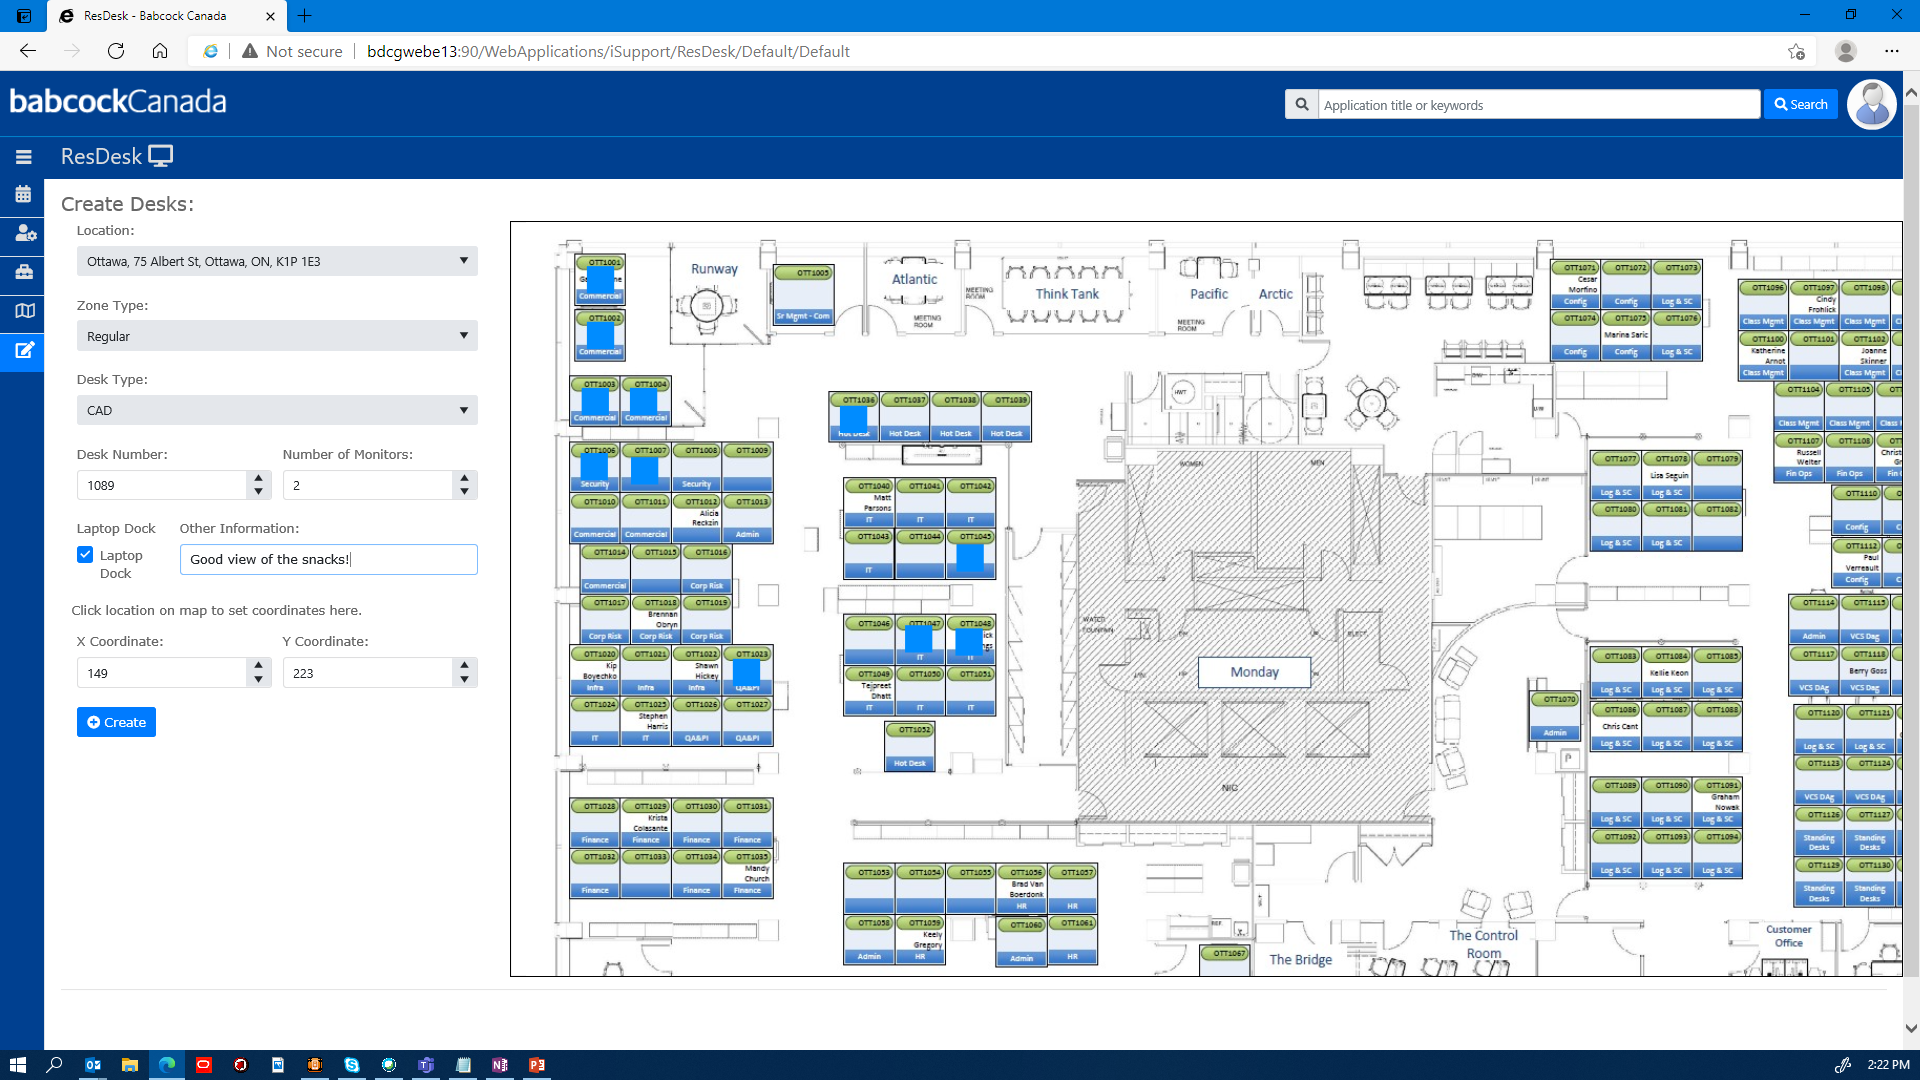 ResDesk - Babcock Canada
Not secure
bdcgwebe13:90/WebApplications/iSupport/ResDesk/Default/Default
babcockCanada
Application title or keywords
Search
ResDesk
Create Desks:
Location:
Ottawa, 75 Albert St, Ottawa, ON, K1P 1E3
Zone Type:
Regular
Desk Type:
CAD
Desk Number:
Number of Monitors:
1089
2
Laptop Dock
Other Information:
Laptop
Dock
Good view of the snacks!
Click location on map to set coordinates here.
X Coordinate:
Y Coordinate:
149
223
Create
OTT1001
Commercial
OTT1002
Commercial
Runway
OTT1005
Sr Mgmt - Com
Atlantic
MEETING
ROOM
MEETING
ROOM
Think Tank
Pacific
MEETING
ROOM
Arctic
OTT1003 OTT1004
Commercial Commercial
OTT1006 OTT1007 OTT1008 OTT1009
Security Security
OTT1010 OTT1011 OTT1012 OTT1013
Alicia
Reckzin
Commercial Commercial Admin
OTT1014 OTT1015 OTT1016
Commercial Corp Risk
OTT1017 OTT1018 OTT1019
Brennan
Obryn
Corp Risk Corp Risk Corp Risk
OTT1020 OTT1021 OTT1022 OTT1023
Kip
Boyechko
Shawn
Hickey
Infra Infra Infra QA&PI
OTT1024 OTT1025 OTT1026 OTT1027
Stephen
Harris
IT IT QA&PI QA&PI
OTT1028 OTT1029 OTT1030 OTT1031
Krista
Colasante
Finance Finance Finance Finance
OTT1032 OTT1033 OTT1034 OTT1035
Mandy
Church
Finance Finance Finance
OTT1036 OTT1037 OTT1038 OTT1039
Hot Desk Hot Desk Hot Desk Hot Desk
OTT1040 OTT1041 OTT1042
Matt
Parsons
IT IT IT
OTT1043 OTT1044 OTT1045
IT
OTT1046 OTT1047 OTT1048
IT IT
OTT1049 OTT1050 OTT1051
Tejpreet
Dhatt
IT IT IT
OTT1052
Hot Desk
OTT1053 OTT1054 OTT1055 OTT1056 OTT1057
Brad Van
Boerdonk
HR HR
OTT1058 OTT1059 OTT1060 OTT1061
Keely
Gregory
Admin HR Admin HR
HWT
WOMEN
MEN
WATER
FOUNTAIN
ELECT.
Monday
NIC
REF.
OTT1067
The Bridge
The Control
Room
Customer
Office
OTT1070
Admin
OTT1071 OTT1072 OTT1073
Cesar
Morfino
Config Config Log & SC
OTT1074 OTT1075 OTT1076
Marina Saric
Config Config Log & SC
OTT1077 OTT1078 OTT1079
Lisa Seguin
Log & SC Log & SC
OTT1080 OTT1081 OTT1082
Log & SC Log & SC Log & SC
OTT1083 OTT1084 OTT1085
Kellie Keon
Log & SC Log & SC Log & SC
OTT1086 OTT1087 OTT1088
Chris Cant
Log & SC Log & SC Log & SC
OTT1089 OTT1090 OTT1091
Graham
Nowak
Log & SC Log & SC Log & SC
OTT1092 OTT1093 OTT1094
Log & SC Log & SC Log & SC
OTT1096 OTT1097 OTT1098
Cindy
Frohlick
Class Mgmt Class Mgmt Class Mgmt
OTT1100 OTT1101 OTT1102
Katherine
Arnot
Joanne
Skinner
Class Mgmt Class Mgmt
OTT1104 OTT1105
Class Mgmt Class Mgmt
OTT1107 OTT1108
Russell
Welter
Fin Ops Fin Ops
OTT1110
Config
OTT1112
Paul
Verreault
Config
OTT1114 OTT1115
Admin VCS Dag
OTT1117 OTT1118
Berry Goss
VCS DAg VCS Dag
OTT1120 OTT1121
Log & SC Log & SC
OTT1123 OTT1124
VCS DAg VCS DAg
OTT1126 OTT1127
Standing
Desks
Standing
Desks
OTT1129 OTT1130
Standing
Desks
Standing
Desks
2:22 PM